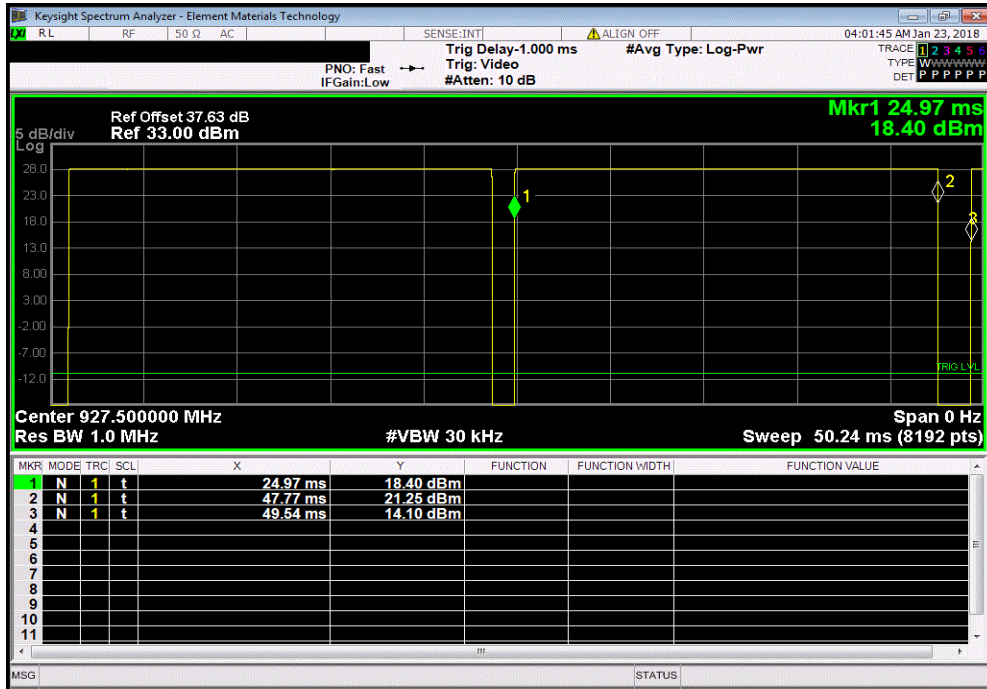 Keysight Spectrum Analyzer - Element Materials Technology
LXI RL RF 50 Ω AC SENSE:INT ALIGN OFF 04:01:45 AM Jan 23, 2018
Trig Delay-1.000 ms #Avg Type: Log-Pwr TRACE 1 2 3 4 5 6
PNO: Fast Trig: Video TYPE WWWWWW
IFGain:Low #Atten: 10 dB DET P P P P P P
Mkr1 24.97 ms
18.40 dBm
Ref Offset 37.63 dB
5 dB/div Ref 33.00 dBm
Log
28.0
23.0
18.0
13.0
8.00
3.00
-2.00
-7.00
-12.0
1
2
3
TRIG LVL
Center 927.500000 MHz Span 0 Hz
Res BW 1.0 MHz #VBW 30 kHz Sweep 50.24 ms (8192 pts)
MKR MODE TRC SCL X Y FUNCTION FUNCTION WIDTH FUNCTION VALUE
1 N 1 t 24.97 ms 18.40 dBm
2 N 1 t 47.77 ms 21.25 dBm
3 N 1 t 49.54 ms 14.10 dBm
4
5
6
7
8
9
10
11
MSG STATUS